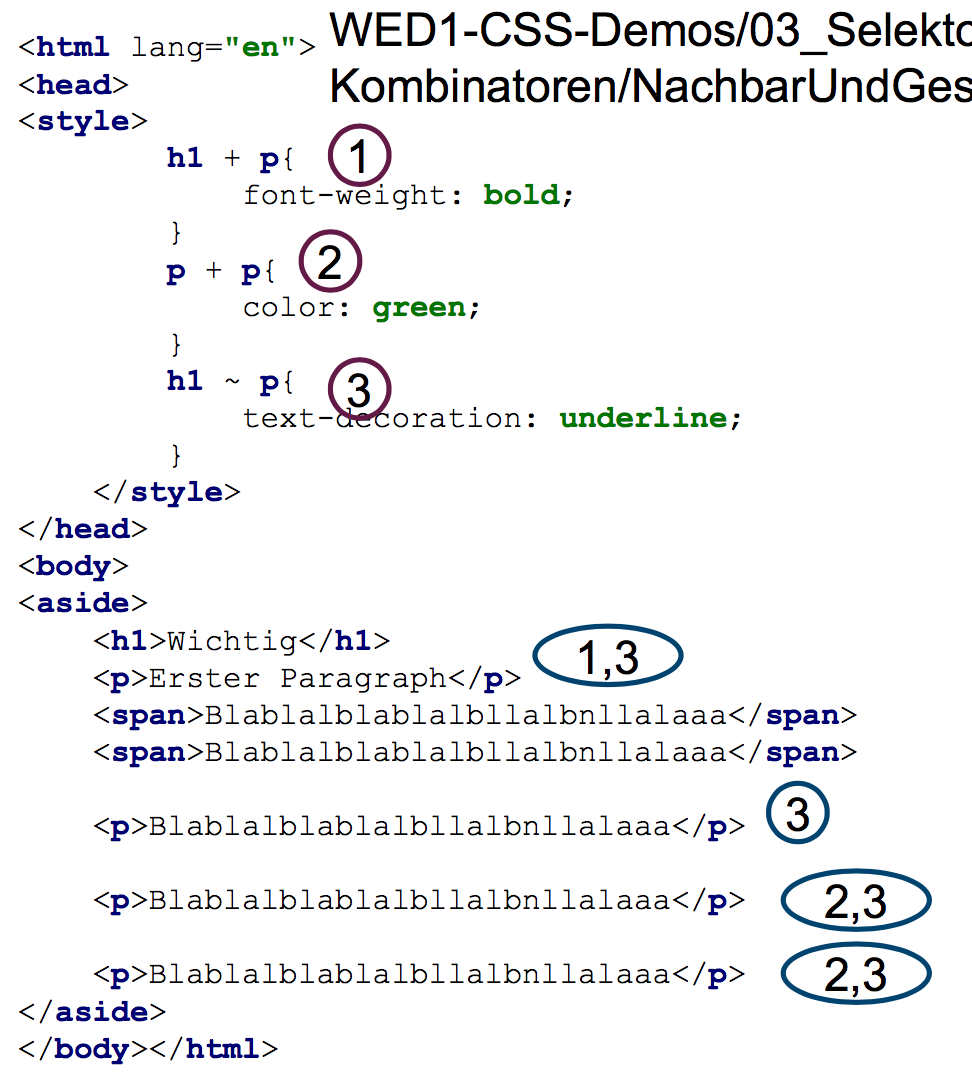 WED1-CSS-Demos/03_Selekto
Kombinatoren/NachbarUndGes
<html lang="en">
<head>
<style>
h1 + p{ 1
font-weight: bold;
}
p + p{ 2
color: green;
}
h1 ~ p{ 3
text-decoration: underline;
}
</style>
</head>
<body>
<aside>
<h1>Wichtig</h1>
1,3
<p>Erster Paragraph</p>
<span>Blablalblablalbllalbnllalaaa</span>
<span>Blablalblablalbllalbnllalaaa</span>
<p>Blablalblablalbllalbnllalaaa</p> 3
<p>Blablalblablalbllalbnllalaaa</p> 2,3
<p>Blablalblablalbllalbnllalaaa</p> 2,3
</aside>
</body></html>